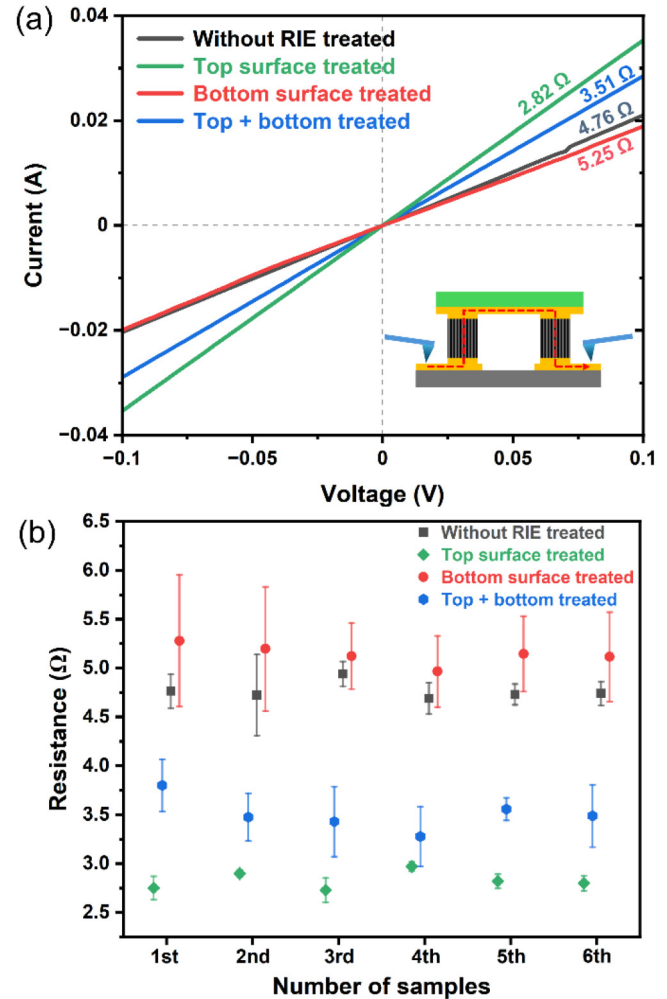 (a)
Without RIE treated
Top surface treated
Bottom surface treated
Top + bottom treated
2.82 Ω
3.51 Ω
4.76 Ω
5.25 Ω
0.04
0.02
0
−0.02
−0.04
Current (A)
−0.1
−0.05
0
0.05
0.1
Voltage (V)
(b)
Without RIE treated
Top surface treated
Bottom surface treated
Top + bottom treated
6.5
6.0
5.5
5.0
4.5
4.0
3.5
3.0
2.5
Resistance (Ω)
1st
2nd
3rd
4th
5th
6th
Number of samples